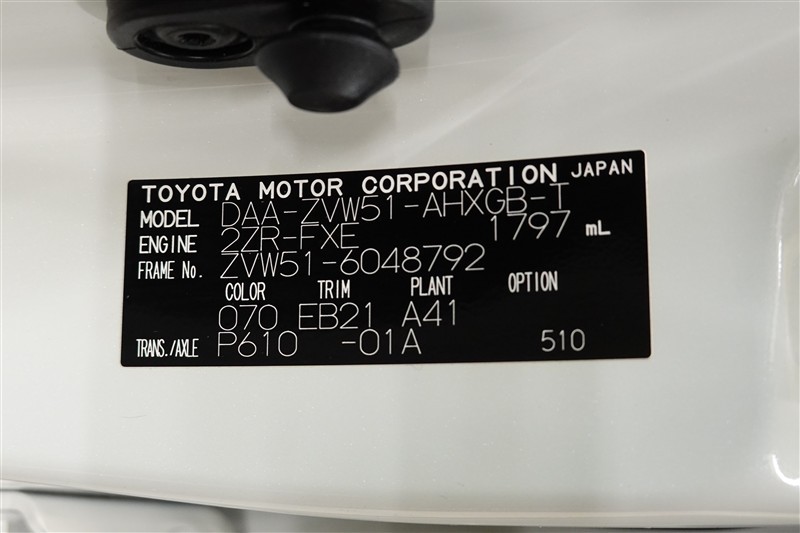 TOYOTA MOTOR CORPORATION JAPAN
MODEL DAA-ZVW51-AHXGB-T
ENGINE 2ZR-FXE 1797 mL
FRAME No. ZVW51-6048792
COLOR TRIM PLANT OPTION
070 EB21 A41
TRANS./AXLE P610 -01A 510